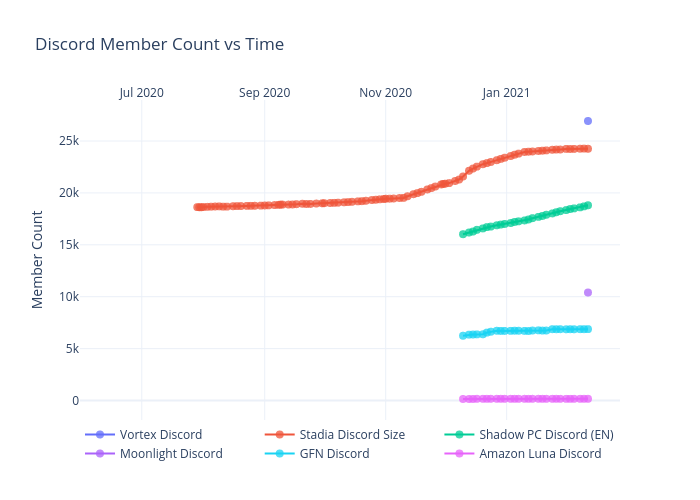 Discord Member Count vs Time
Jul 2020 Sep 2020 Nov 2020 Jan 2021
25k
20k
15k
10k
5k
0
Member Count
Vortex Discord Stadia Discord Size Shadow PC Discord (EN)
Moonlight Discord GFN Discord Amazon Luna Discord